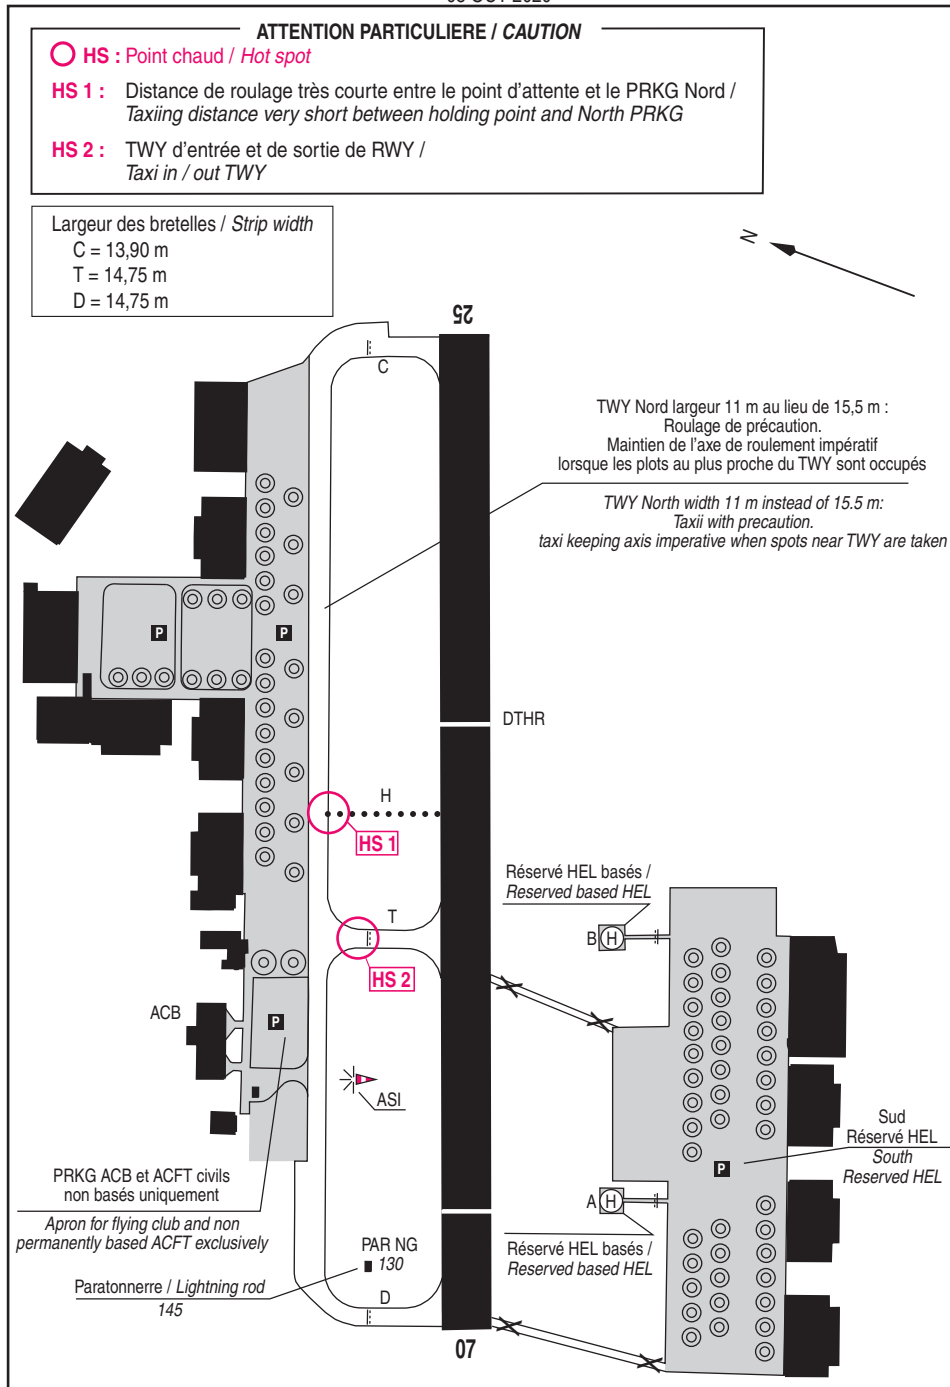 ATTENTION PARTICULIERE / CAUTION
HS : Point chaud / Hot spot
HS 1 : Distance de roulage très courte entre le point d'attente et le PRKG Nord /
Taxiing distance very short between holding point and North PRKG
HS 2 : TWY d'entrée et de sortie de RWY /
Taxi in / out TWY
Largeur des bretelles / Strip width
C = 13,90 m
T = 14,75 m
D = 14,75 m
N
25
C
TWY Nord largeur 11 m au lieu de 15,5 m :
Roulage de précaution.
Maintien de l'axe de roulement impératif
lorsque les plots au plus proche du TWY sont occupés
TWY North width 11 m instead of 15.5 m:
Taxii with precaution.
taxi keeping axis imperative when spots near TWY are taken
P
P
DTHR
H
HS 1
Réservé HEL basés /
Reserved based HEL
T
B
H
HS 2
ACB
P
ASI
Sud
Réservé HEL
South
Reserved HEL
P
PRKG ACB et ACFT civils
non basés uniquement
Apron for flying club and non
permanently based ACFT exclusively
A
H
PAR NG
130
Réservé HEL basés /
Reserved based HEL
Paratonnerre / Lightning rod
145
D
07